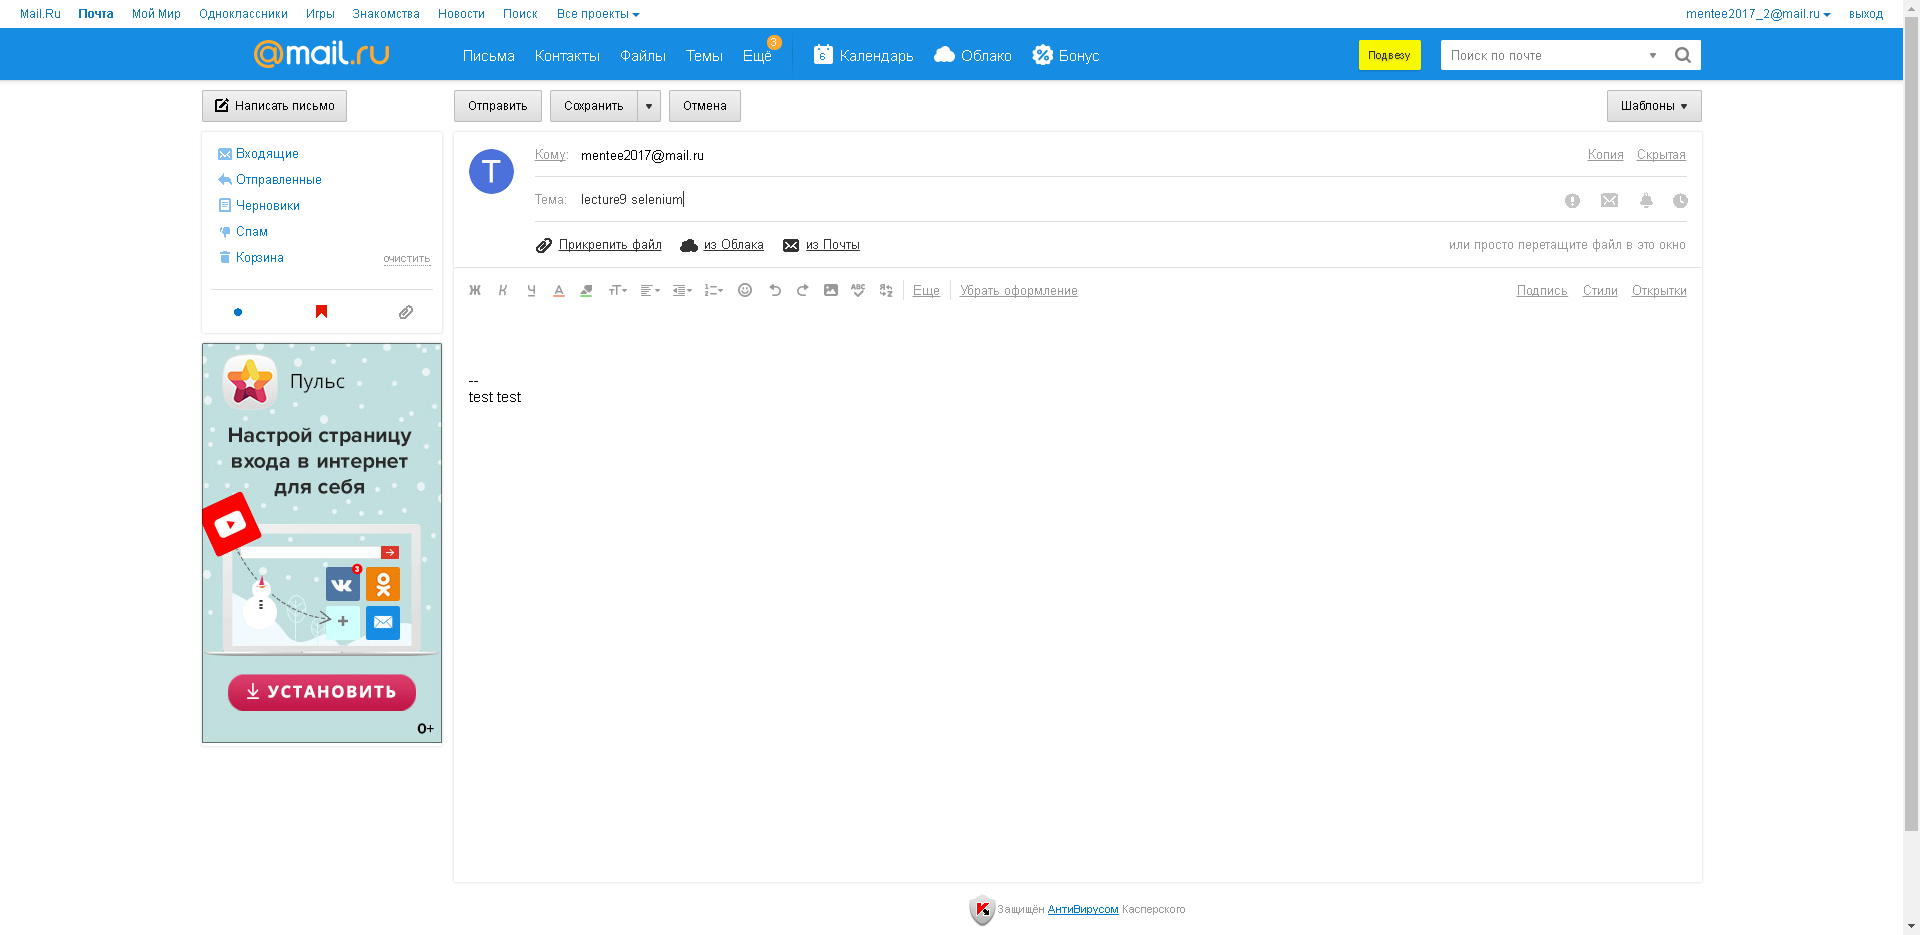 Mail.Ru Почта Мой Мир Одноклассники Игры Знакомства Новости Поиск Все проекты mentee2017_2@mail.ru выход
@mail.ru Письма Контакты Файлы Темы Ещё 3 6 Календарь Облако Бонус Подвезу Поиск по почте
Написать письмо Отправить Сохранить Отмена Шаблоны
Входящие
Отправленные
Черновики
Спам
Корзина очистить
T
Кому: mentee2017@mail.ru Копия Скрытая
Тема: lecture9 selenium
Прикрепить файл из Облака из Почты или просто перетащите файл в это окно
Ж К Ч А тТ ABC Еще Убрать оформление Подпись Стили Открытки
--
test test
Пульс
Настрой страницу
входа в интернет
для себя
3
УСТАНОВИТЬ
0+
Защищён АнтиВирусом Касперского